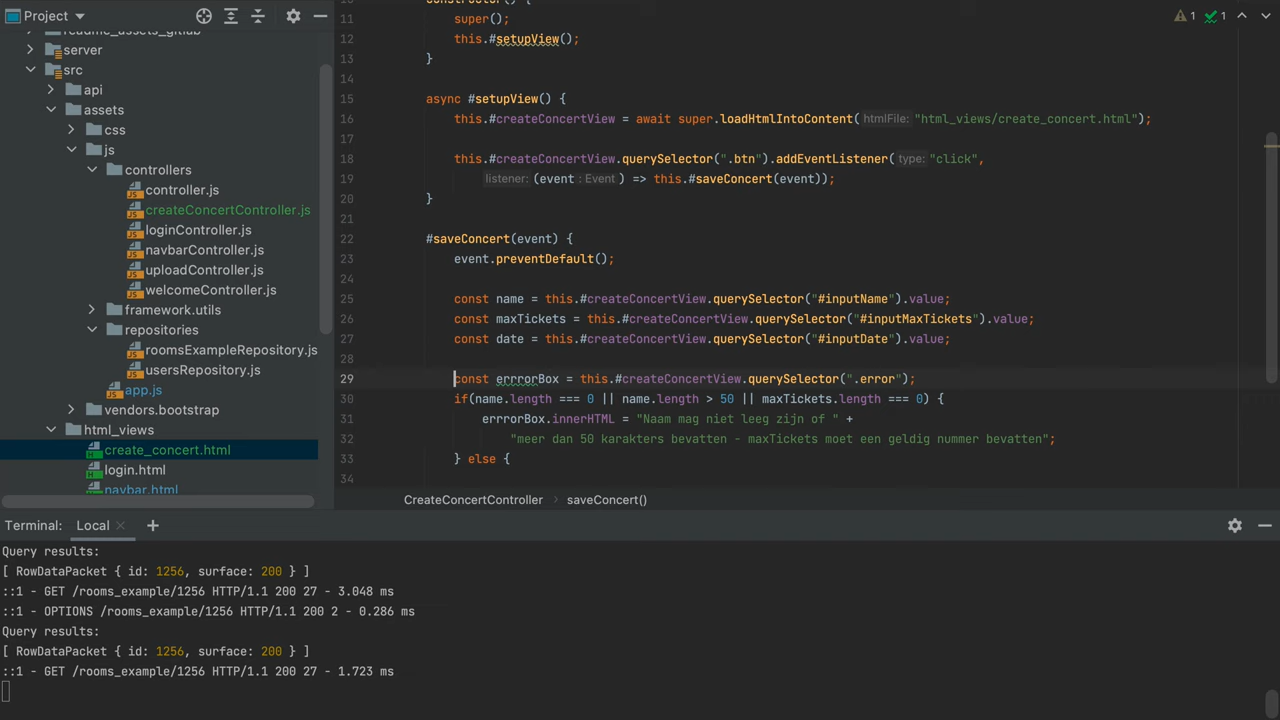 Project
readme_assets_gitlab
server
src
api
assets
css
js
controllers
controller.js
createConcertController.js
loginController.js
navbarController.js
uploadController.js
welcomeController.js
framework.utils
repositories
roomsExampleRepository.js
usersRepository.js
app.js
vendors.bootstrap
html_views
create_concert.html
login.html
navbar.html
1 1
10 constructor() {
11 super();
12 this.#setupView();
13 }
14
15 async #setupView() {
16 this.#createConcertView = await super.loadHtmlIntoContent( htmlFile: "html_views/create_concert.html");
17
18 this.#createConcertView.querySelector(".btn").addEventListener( type: "click",
19 listener: (event : Event ) => this.#saveConcert(event));
20 }
21
22 #saveConcert(event) {
23 event.preventDefault();
24
25 const name = this.#createConcertView.querySelector("#inputName").value;
26 const maxTickets = this.#createConcertView.querySelector("#inputMaxTickets").value;
27 const date = this.#createConcertView.querySelector("#inputDate").value;
28
29 const errrorBox = this.#createConcertView.querySelector(".error");
30 if(name.length === 0 || name.length > 50 || maxTickets.length === 0) {
31 errrorBox.innerHTML = "Naam mag niet leeg zijn of " +
32 "meer dan 50 karakters bevatten - maxTickets moet een geldig nummer bevatten";
33 } else {
34
CreateConcertController > saveConcert()
Terminal: Local × +
Query results:
[ RowDataPacket { id: 1256, surface: 200 } ]
::1 - GET /rooms_example/1256 HTTP/1.1 200 27 - 3.048 ms
::1 - OPTIONS /rooms_example/1256 HTTP/1.1 200 2 - 0.286 ms
Query results:
[ RowDataPacket { id: 1256, surface: 200 } ]
::1 - GET /rooms_example/1256 HTTP/1.1 200 27 - 1.723 ms